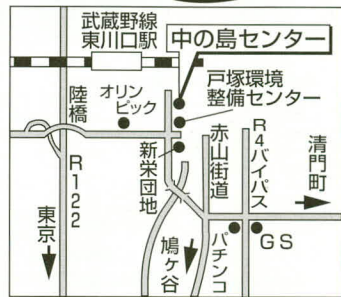 武蔵野線
東川口駅
中の島センター
戸塚環境
整備センター
オリン
ピック
陸橋
新栄団地
赤山街道
R4バイパス
清門町
R122
東京
鳩ヶ谷
パチンコ
GS